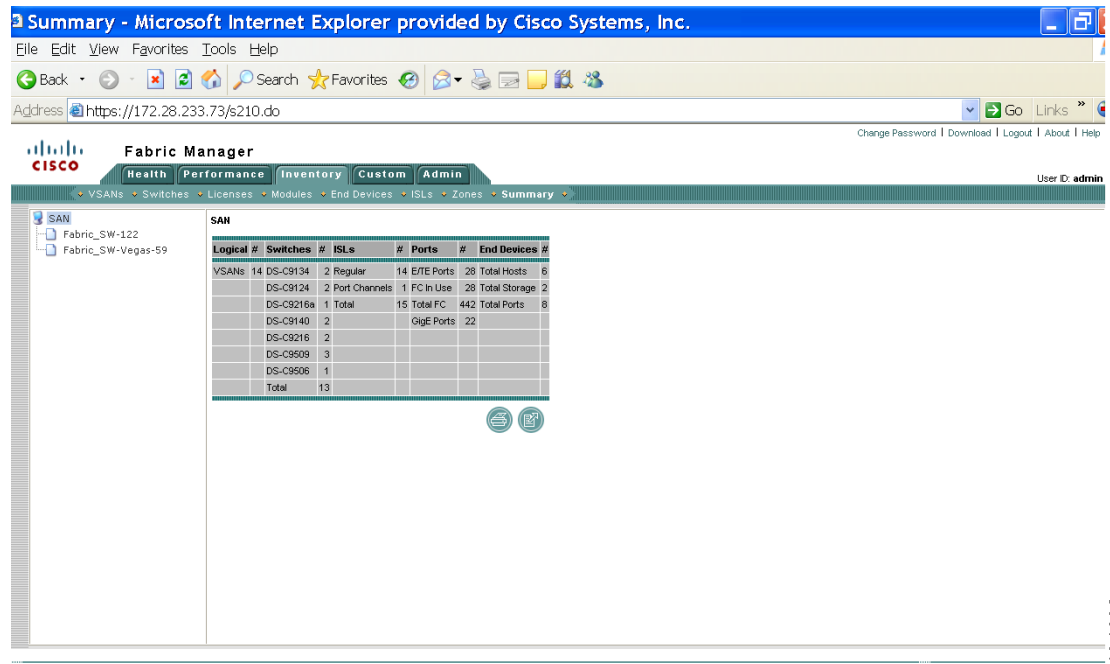 Summary - Microsoft Internet Explorer provided by Cisco Systems, Inc.
File Edit View Favorites Tools Help
Back Search Favorites
Address https://172.28.233.73/s210.do Go Links »
Change Password | Download | Logout | About | Help
CISCO Fabric Manager
Health Performance Inventory Custom Admin
User ID: admin
VSANs Switches Licenses Modules End Devices ISLs Zones Summary
SAN
Fabric_SW-122
Fabric_SW-Vegas-59
SAN
Logical # Switches # ISLs # Ports # End Devices #
VSANs 14 DS-C9134 2 Regular 14 E/TE Ports 28 Total Hosts 6
DS-C9124 2 Port Channels 1 FC In Use 28 Total Storage 2
DS-C9216a 1 Total 15 Total FC 442 Total Ports 8
DS-C9140 2 GigE Ports 22
DS-C9216 2
DS-C9509 3
DS-C9506 1
Total 13